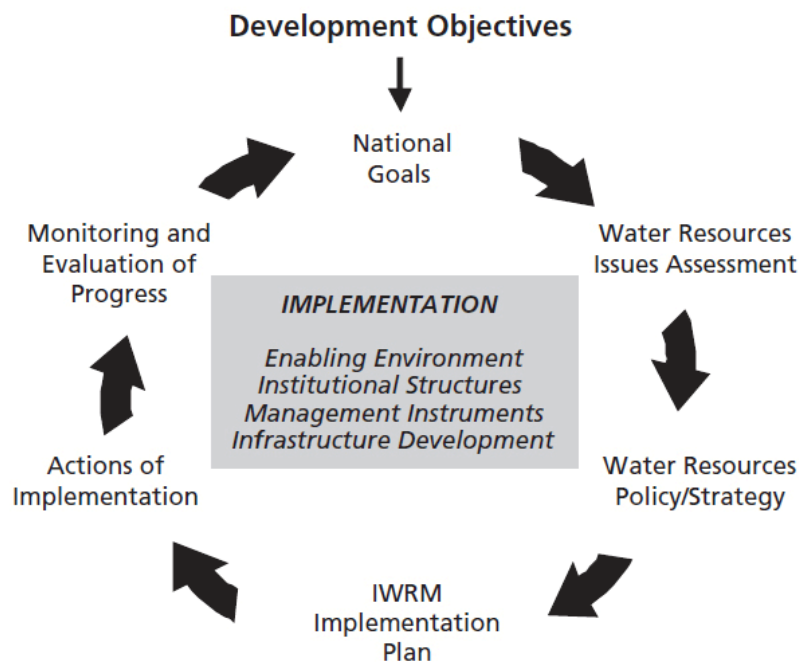 Development Objectives
National
Goals
Water Resources
Issues Assessment
Water Resources
Policy/Strategy
IWRM
Implementation
Plan
Actions of
Implementation
Monitoring and
Evaluation of
Progress
IMPLEMENTATION
Enabling Environment
Institutional Structures
Management Instruments
Infrastructure Development